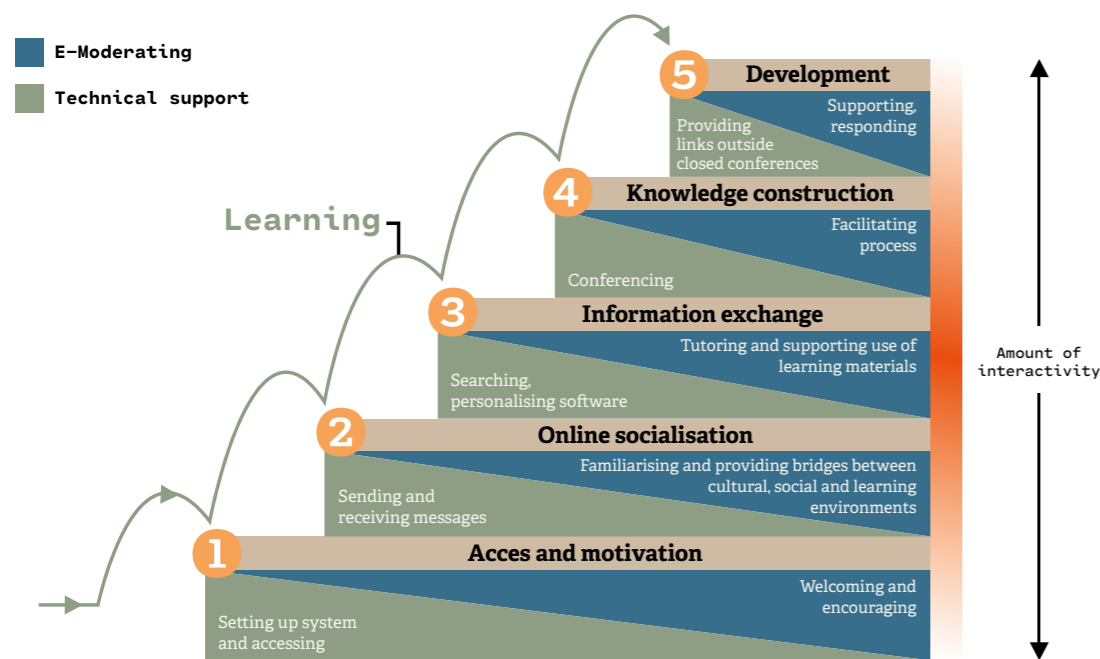 E-Moderating
Technical support
Learning
5
Development
Supporting,
responding
Providing
links outside
closed conferences
4
Knowledge construction
Facilitating
process
Conferencing
3
Information exchange
Tutoring and supporting use of
learning materials
Searching,
personalising software
2
Online socialisation
Familiarising and providing bridges between
cultural, social and learning
environments
Sending and
receiving messages
1
Acces and motivation
Welcoming and
encouraging
Setting up system
and accessing
Amount of
interactivity